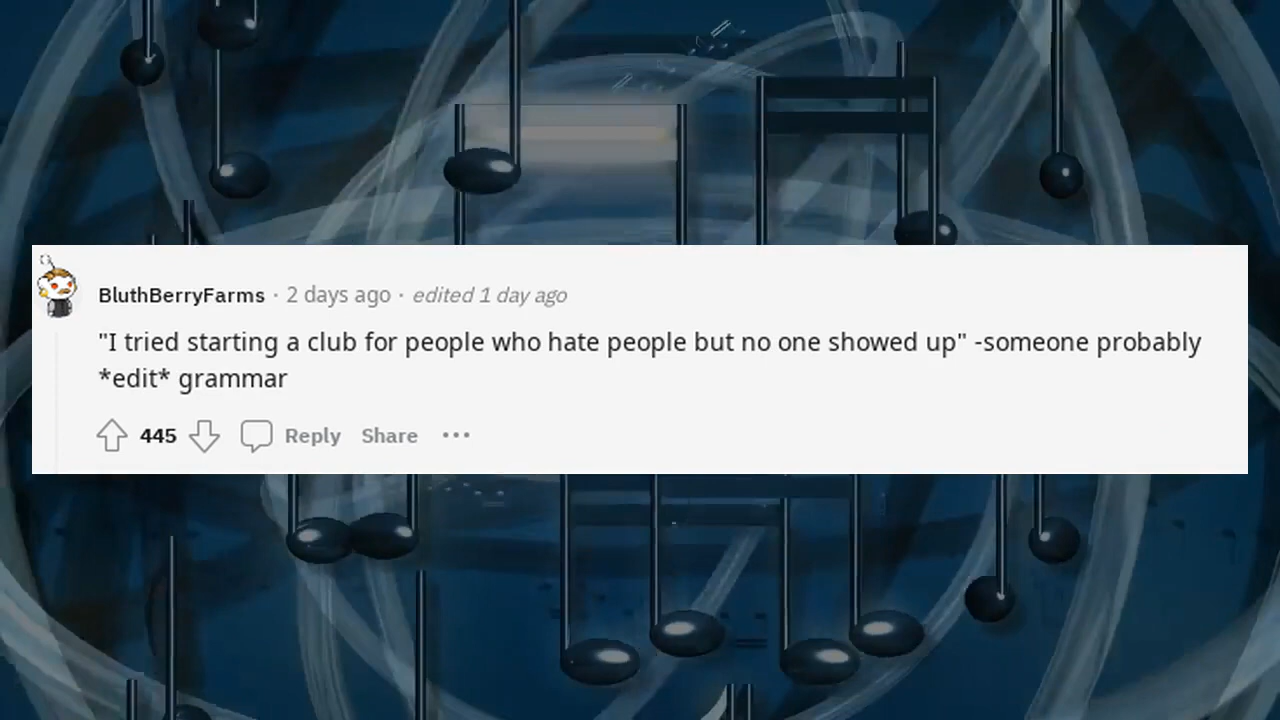 BluthBerryFarms · 2 days ago · edited 1 day ago
"I tried starting a club for people who hate people but no one showed up" -someone probably
*edit* grammar
445 Reply Share ···